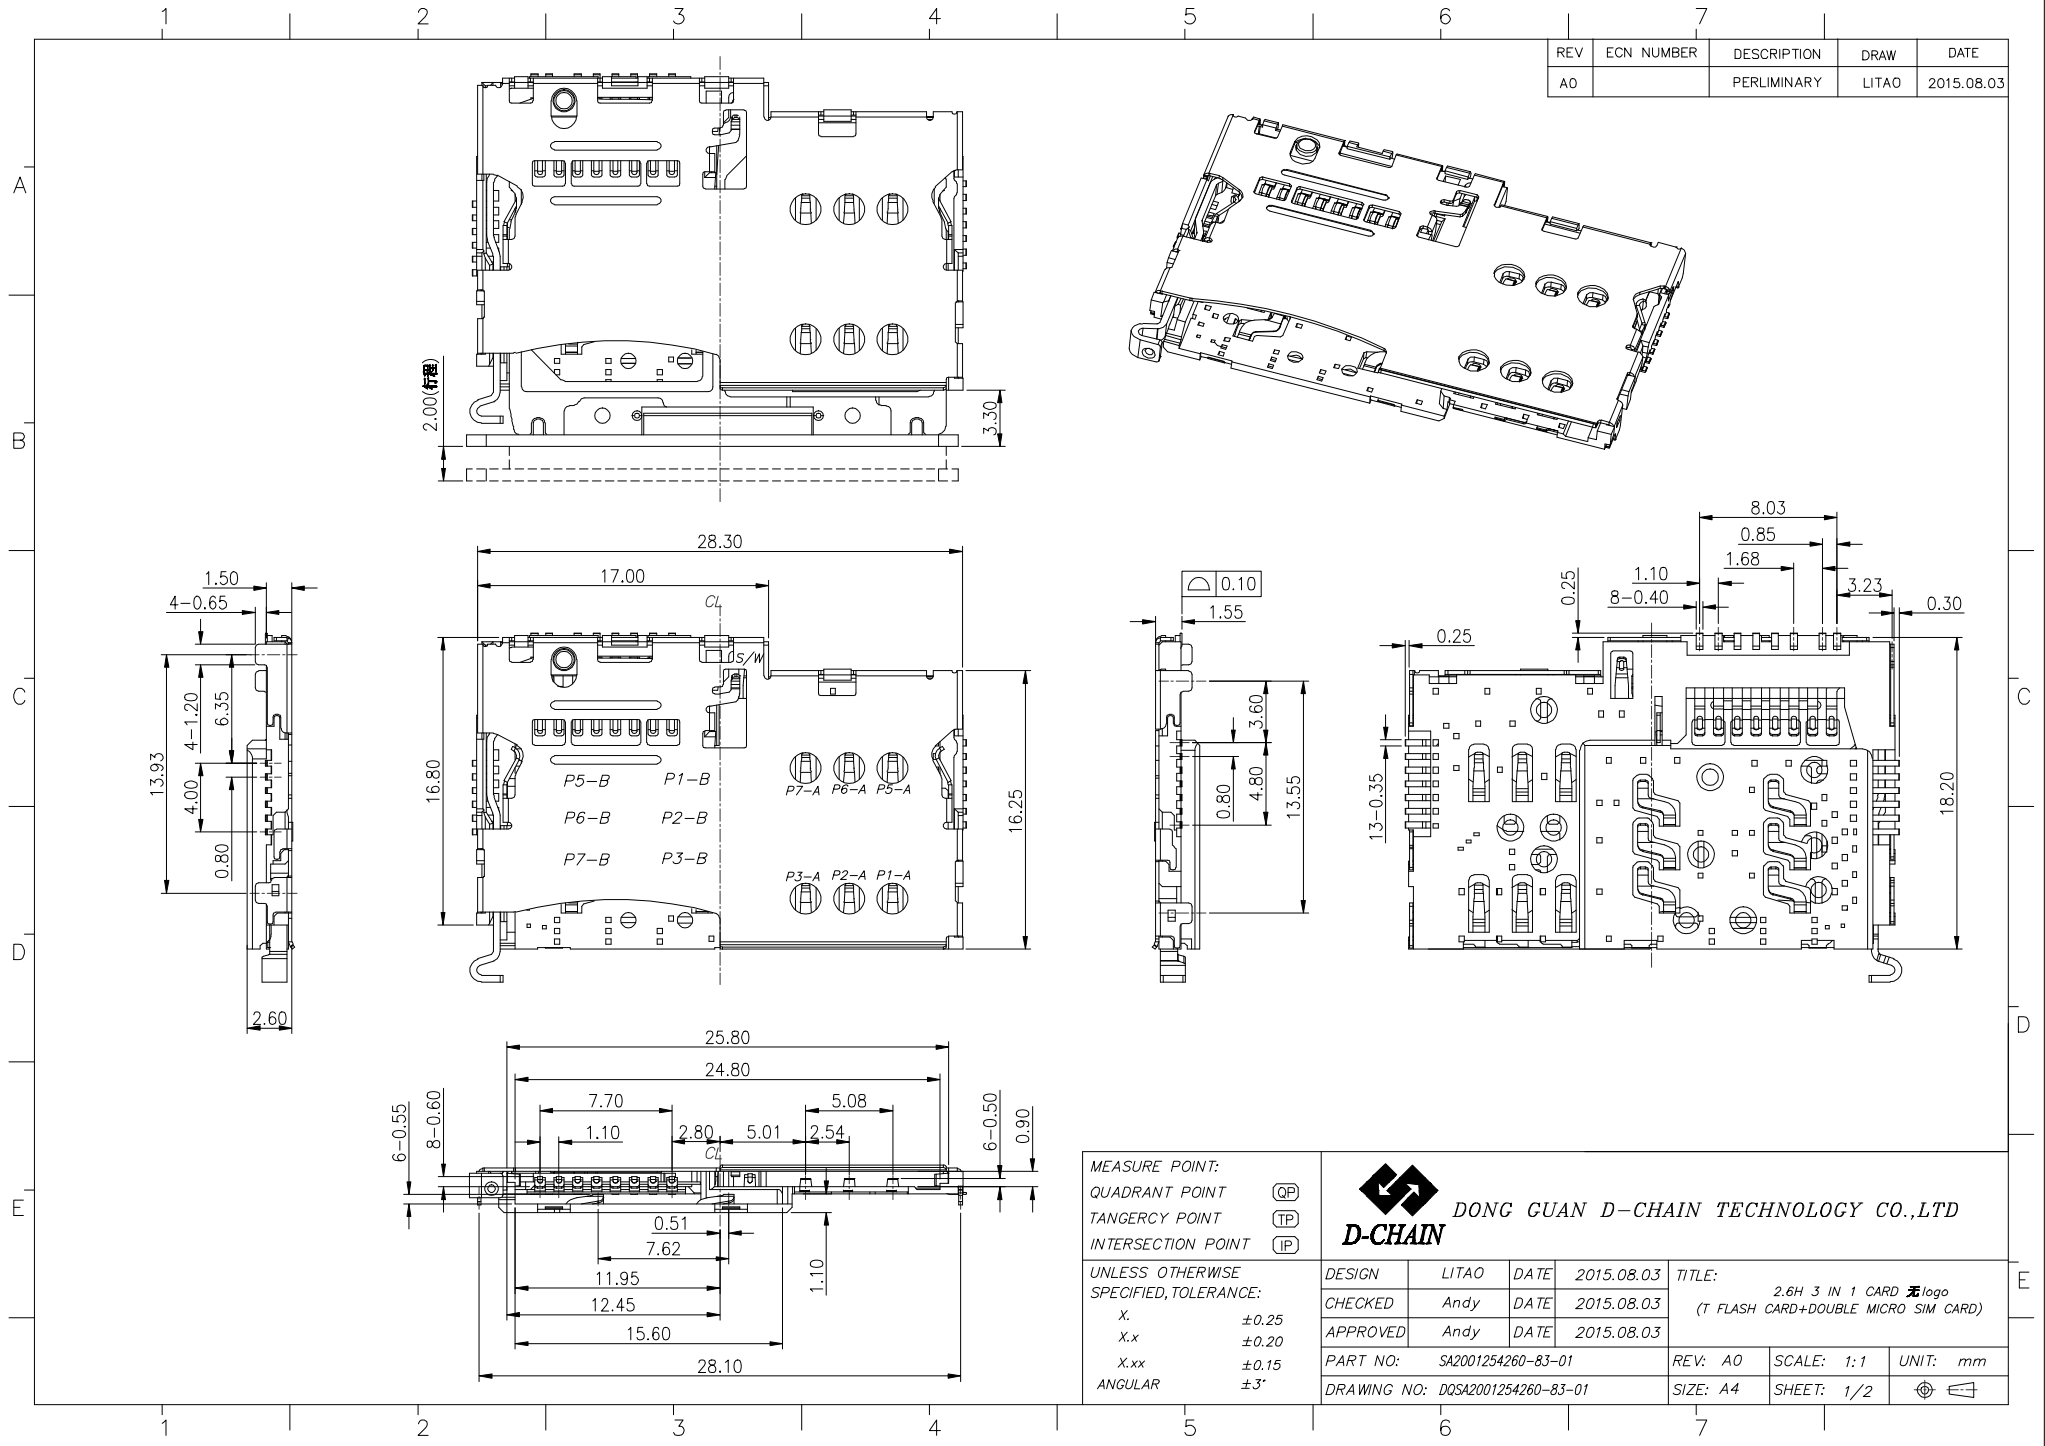 1 2 3 4 5 6 7
REV ECN NUMBER DESCRIPTION DRAW DATE
A0 PERLIMINARY LITAO 2015.08.03
A
B
2.00(行程)
3.30
28.30
17.00
CL
S/W
16.80
16.25
P5-B P1-B
P6-B P2-B
P7-B P3-B
P7-A P6-A P5-A
P3-A P2-A P1-A
1.50
4-0.65
13.93
4-1.20
6.35
4.00
0.80
2.60
C
D
0.10
1.55
3.60
0.80
4.80
13.55
8.03
0.85
1.68
1.10
8-0.40
0.25
3.23
0.30
0.25
13-0.35
18.20
C
D
25.80
24.80
7.70 5.08
1.10 2.80 5.01 2.54
CL
6-0.55
8-0.60
6-0.50
0.90
0.51
7.62
1.10
11.95
12.45
15.60
28.10
E
MEASURE POINT:
QUADRANT POINT QP
TANGERCY POINT TP
INTERSECTION POINT IP
UNLESS OTHERWISE
SPECIFIED,TOLERANCE:
X. ±0.25
X.x ±0.20
X.xx ±0.15
ANGULAR ±3°
D-CHAIN
DONG GUAN D-CHAIN TECHNOLOGY CO.,LTD
DESIGN LITAO DATE 2015.08.03
CHECKED Andy DATE 2015.08.03
APPROVED Andy DATE 2015.08.03
TITLE:
2.6H 3 IN 1 CARD 无logo
(T FLASH CARD+DOUBLE MICRO SIM CARD)
PART NO: SA2001254260-83-01 REV: A0 SCALE: 1:1 UNIT: mm
DRAWING NO: DQSA2001254260-83-01 SIZE: A4 SHEET: 1/2
E
1 2 3 4 5 6 7